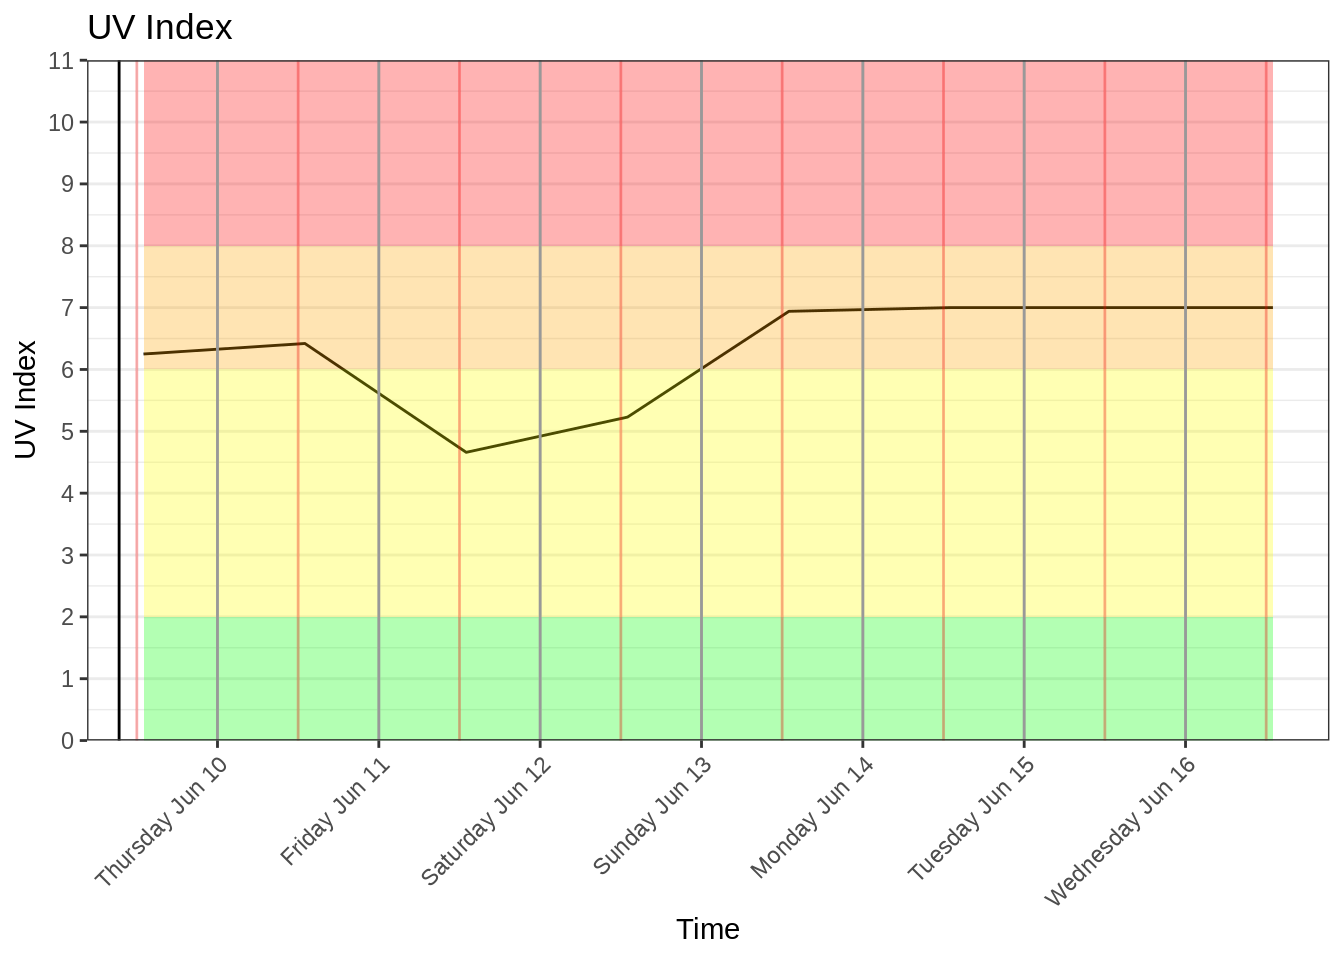 UV Index
11
10
9
8
7
6
5
4
3
2
1
0
UV Index
Thursday Jun 10
Friday Jun 11
Saturday Jun 12
Sunday Jun 13
Monday Jun 14
Tuesday Jun 15
Wednesday Jun 16
Time